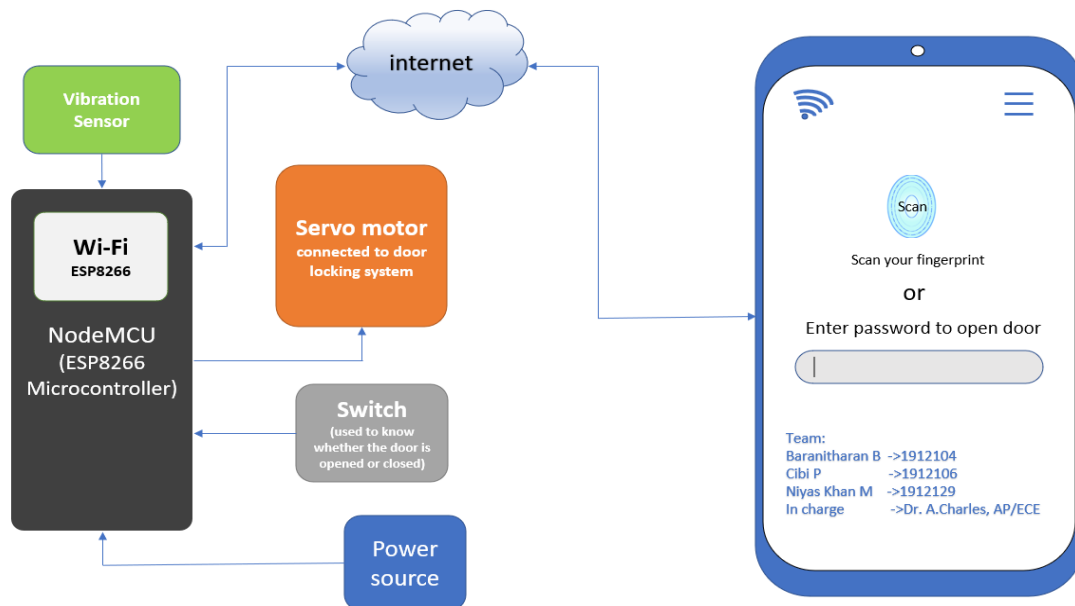 internet
Vibration
Sensor
Wi-Fi
ESP8266
NodeMCU
(ESP8266
Microcontroller)
Servo motor
connected to door
locking system
Switch
(used to know
whether the door is
opened or closed)
Power
source
Scan
Scan your fingerprint
or
Enter password to open door
Team:
Baranitharan B ->1912104
Cibi P ->1912106
Niyas Khan M ->1912129
In charge ->Dr. A.Charles, AP/ECE